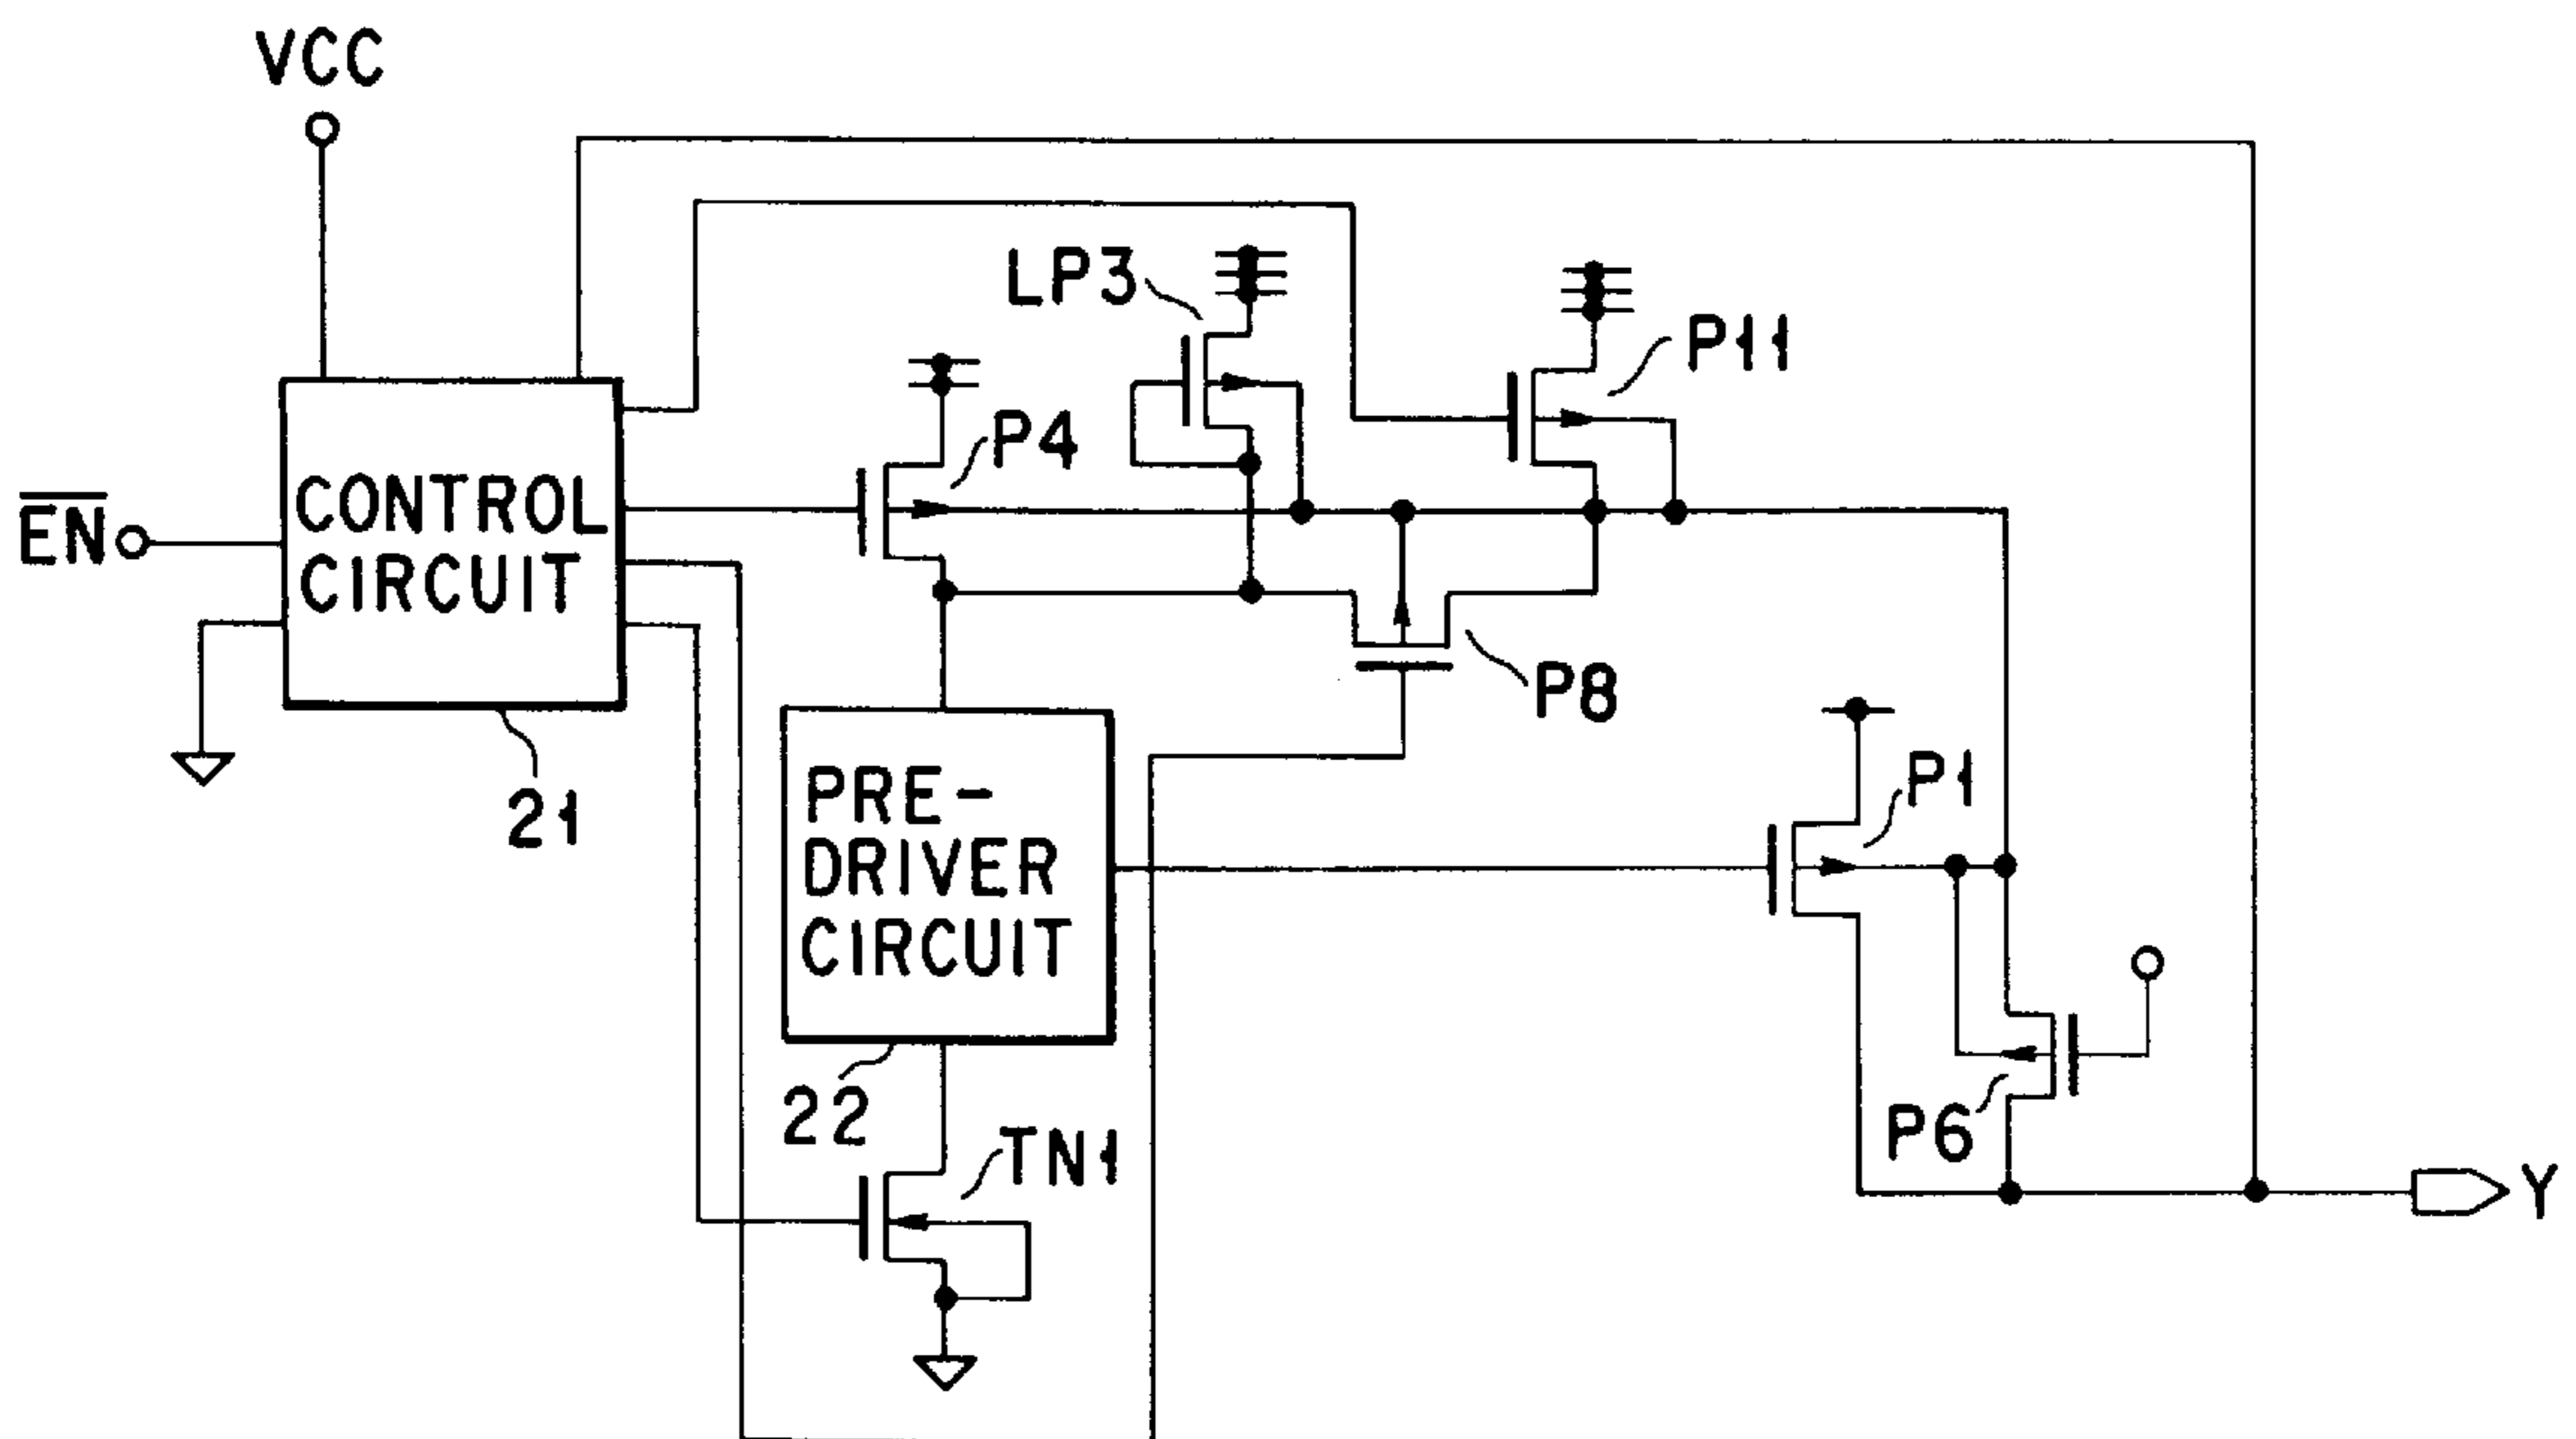 VCC
LP3
P11
P4
CONTROL
CIRCUIT
EN
P8
21
PRE-
DRIVER
CIRCUIT
P1
22
TN1
P6
Y